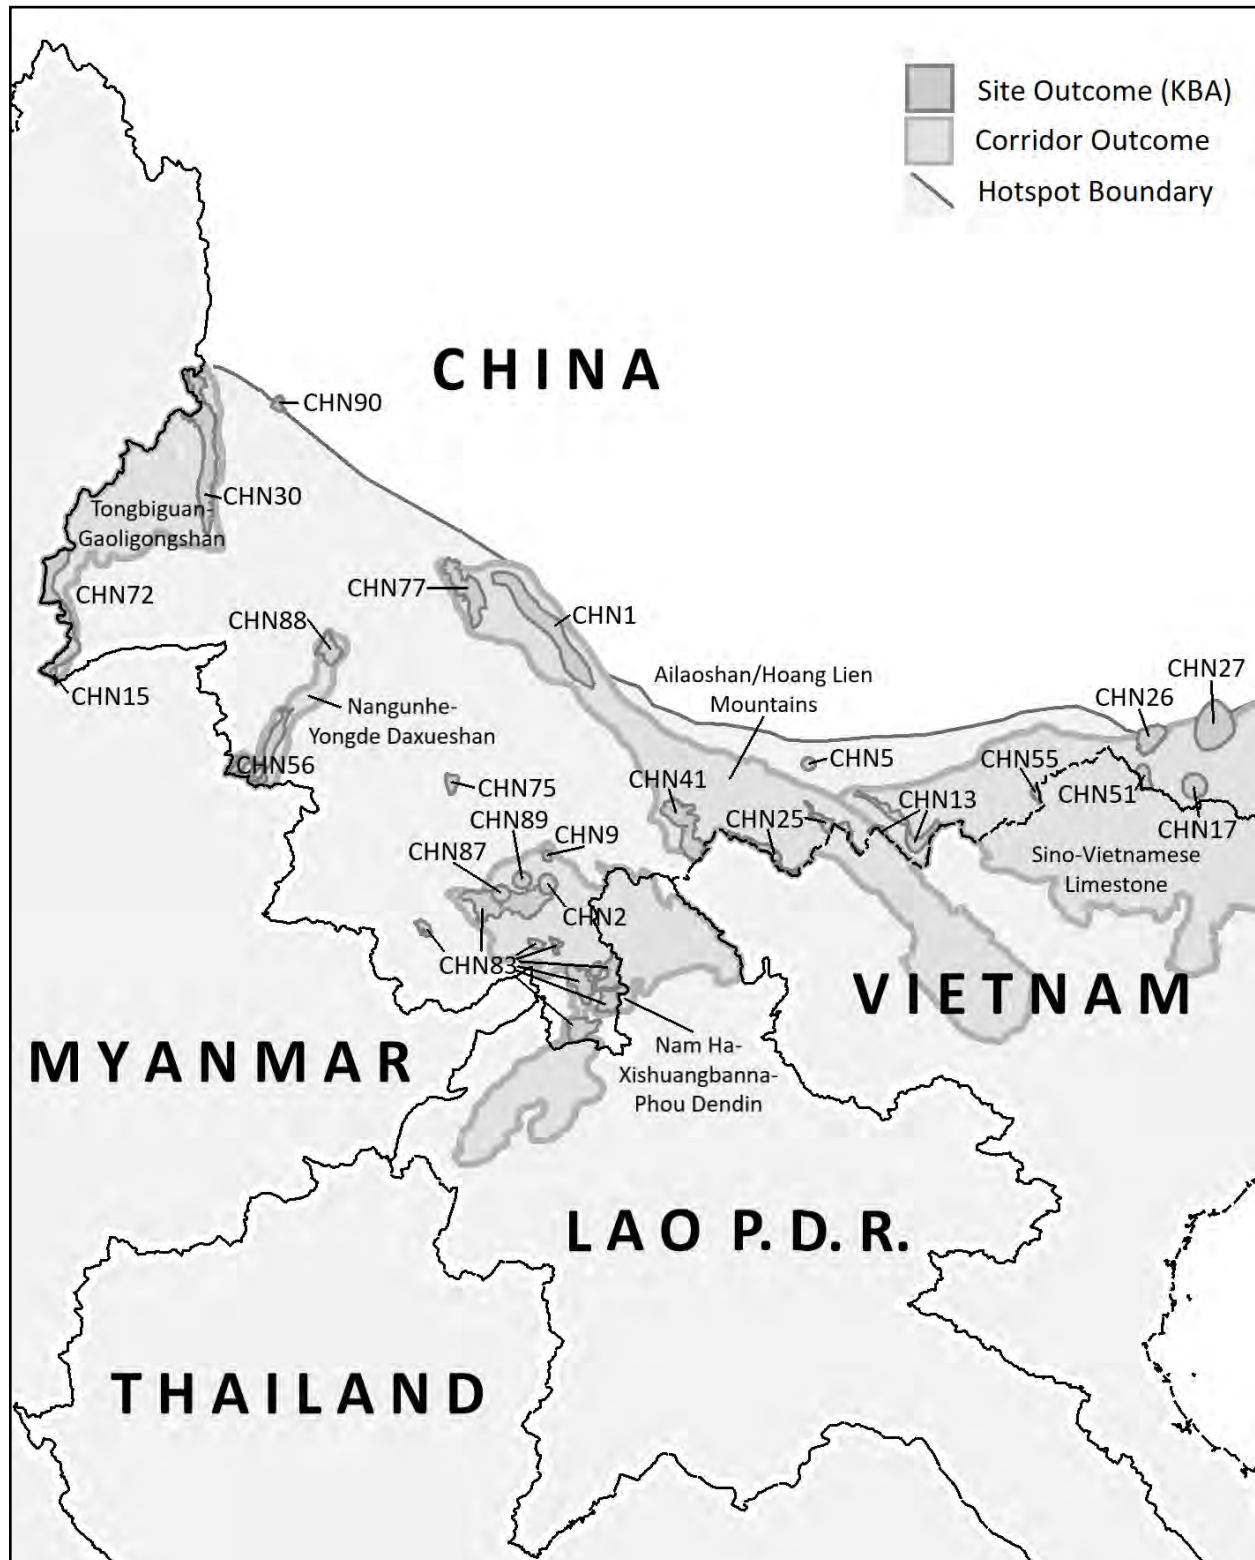 Site Outcome (KBA)
Corridor Outcome
Hotspot Boundary
CHINA
CHN90
CHN30
Tongbiguan-
Gaoligongshan
CHN72
CHN77
CHN1
CHN88
CHN15
Ailaoshan/Hoang Lien
Mountains
CHN27
CHN26
Nangunhe-
Yongde Daxueshan
CHN56
CHN5
CHN55
CHN75
CHN41
CHN51
CHN13
CHN89
CHN9
CHN25
CHN17
CHN87
Sino-Vietnamese
Limestone
CHN2
CHN83
VIETNAM
MYANMAR
Nam Ha-
Xishuangbanna-
Phou Dendin
LAO P.D.R.
THAILAND